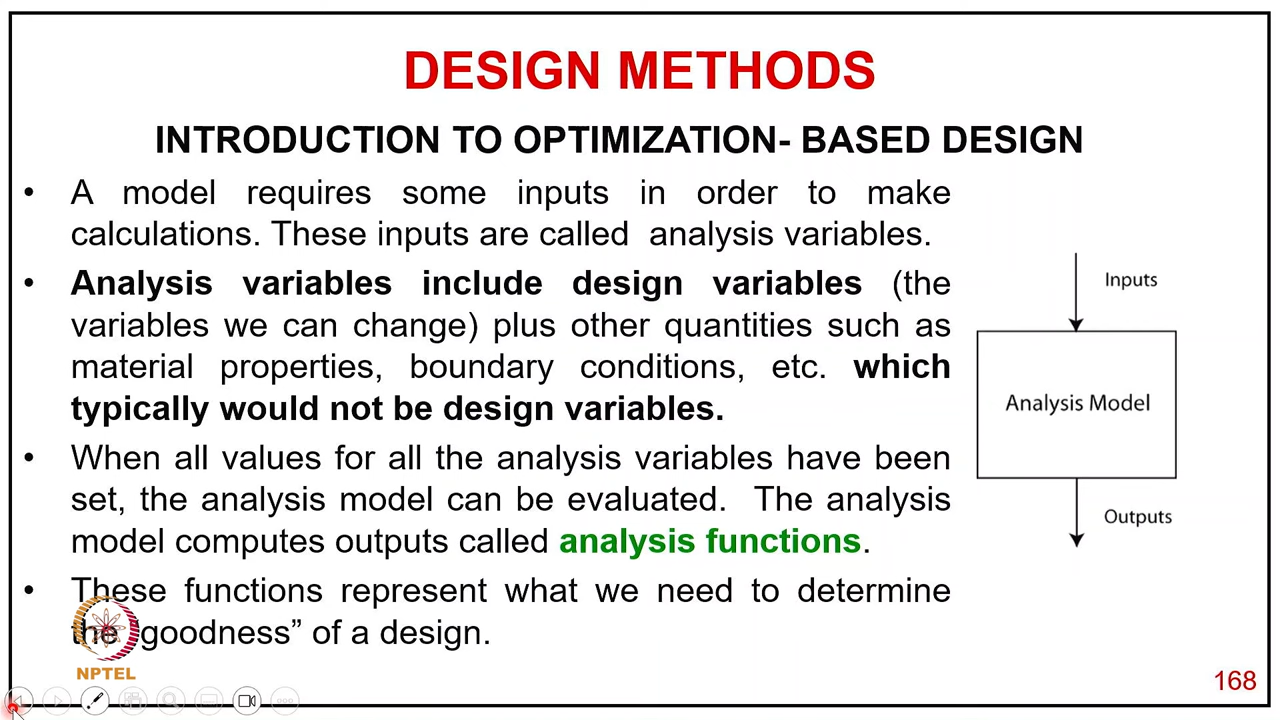 DESIGN METHODS
INTRODUCTION TO OPTIMIZATION- BASED DESIGN
• A model requires some inputs in order to make
calculations. These inputs are called analysis variables.
• Analysis variables include design variables (the
variables we can change) plus other quantities such as
material properties, boundary conditions, etc. which
typically would not be design variables.
• When all values for all the analysis variables have been
set, the analysis model can be evaluated. The analysis
model computes outputs called analysis functions.
• These functions represent what we need to determine
the “goodness” of a design.
Inputs
Analysis Model
Outputs
NPTEL
168